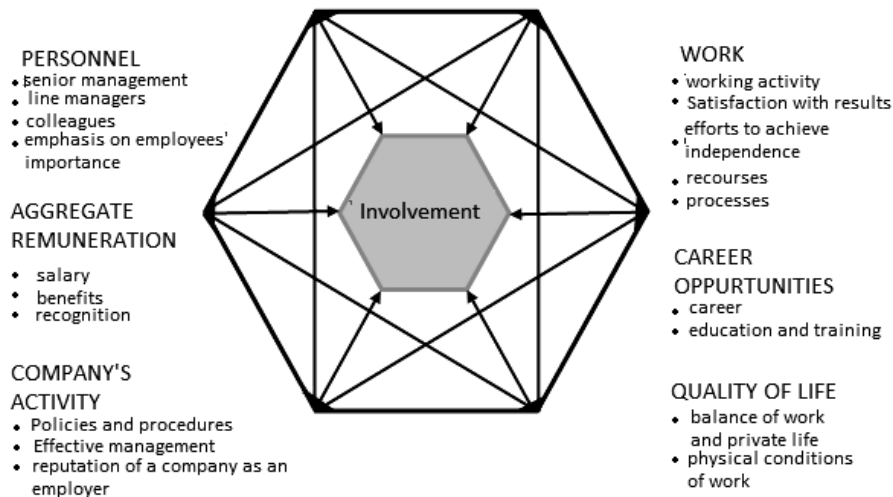 PERSONNEL
• senior management
• line managers
• colleagues
• emphasis on employees'
importance
AGGREGATE
REMUNERATION
• salary
• benefits
• recognition
COMPANY'S
ACTIVITY
• Policies and procedures
• Effective management
• reputation of a company as an
employer
Involvement
WORK
• working activity
• Satisfaction with results
efforts to achieve
• independence
• recourses
• processes
CAREER
OPPURTUNITIES
• career
• education and training
QUALITY OF LIFE
• balance of work
and private life
• physical conditions
of work